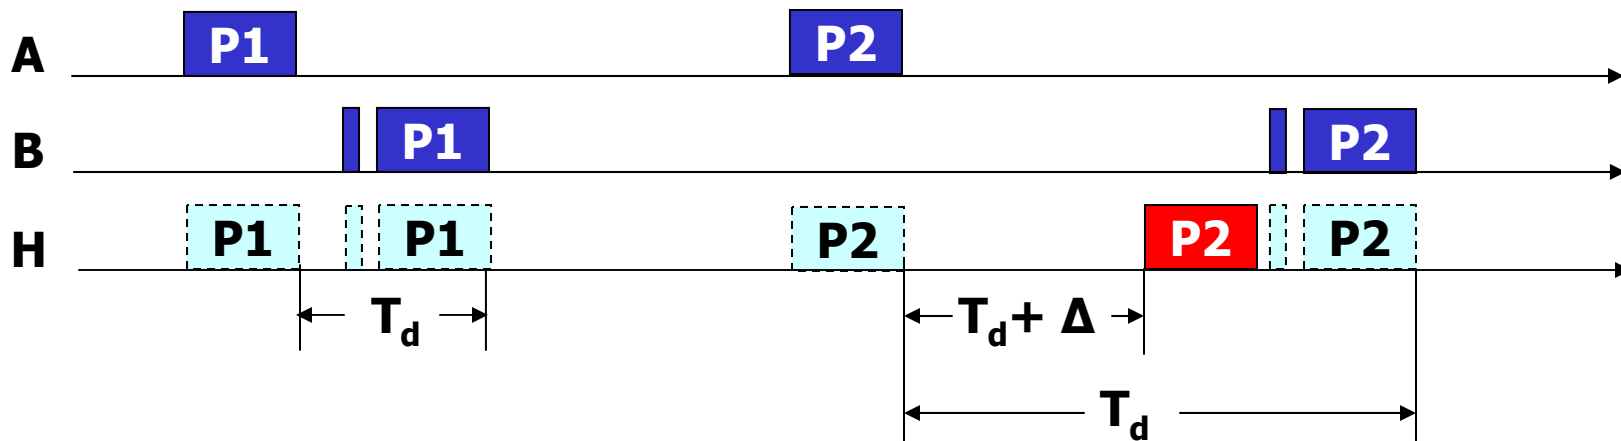 A P1 P2
B P1 P2
H P1 P1 P2 P2 P2
Td Td+ Δ
Td